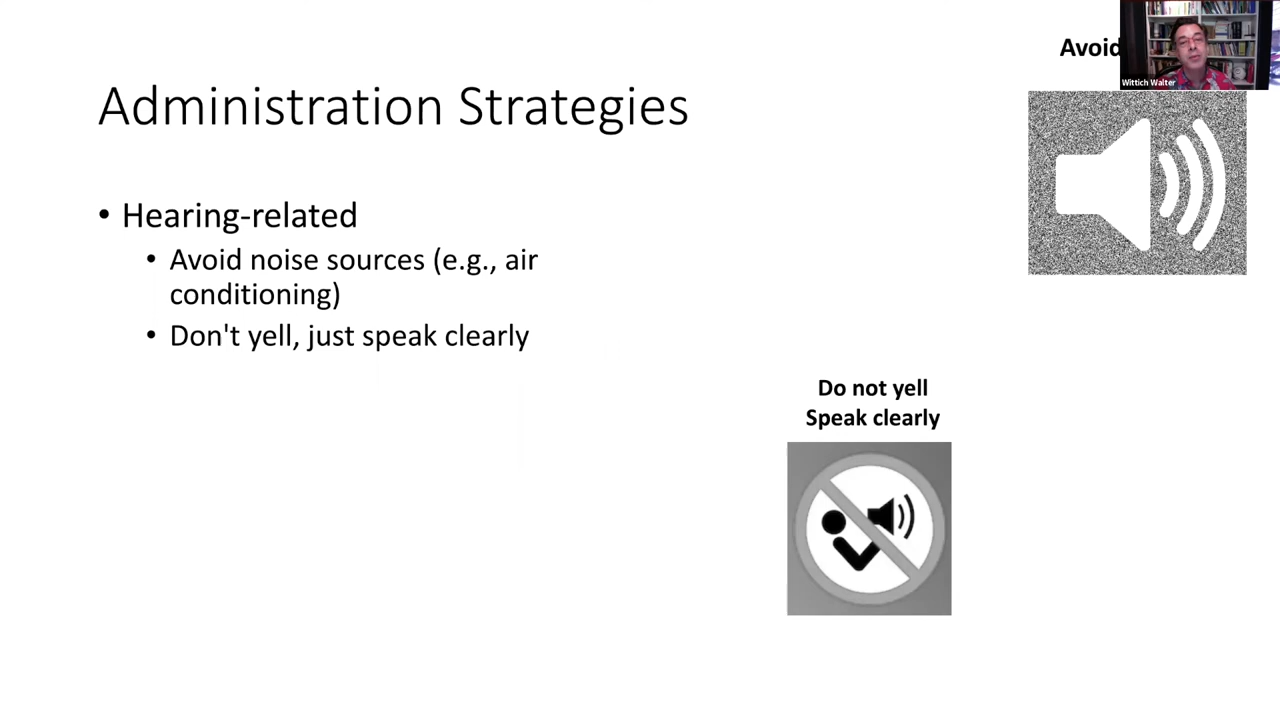 Avoid
Wittich Walter
Administration Strategies
• Hearing-related
• Avoid noise sources (e.g., air
conditioning)
• Don't yell, just speak clearly
Do not yell
Speak clearly